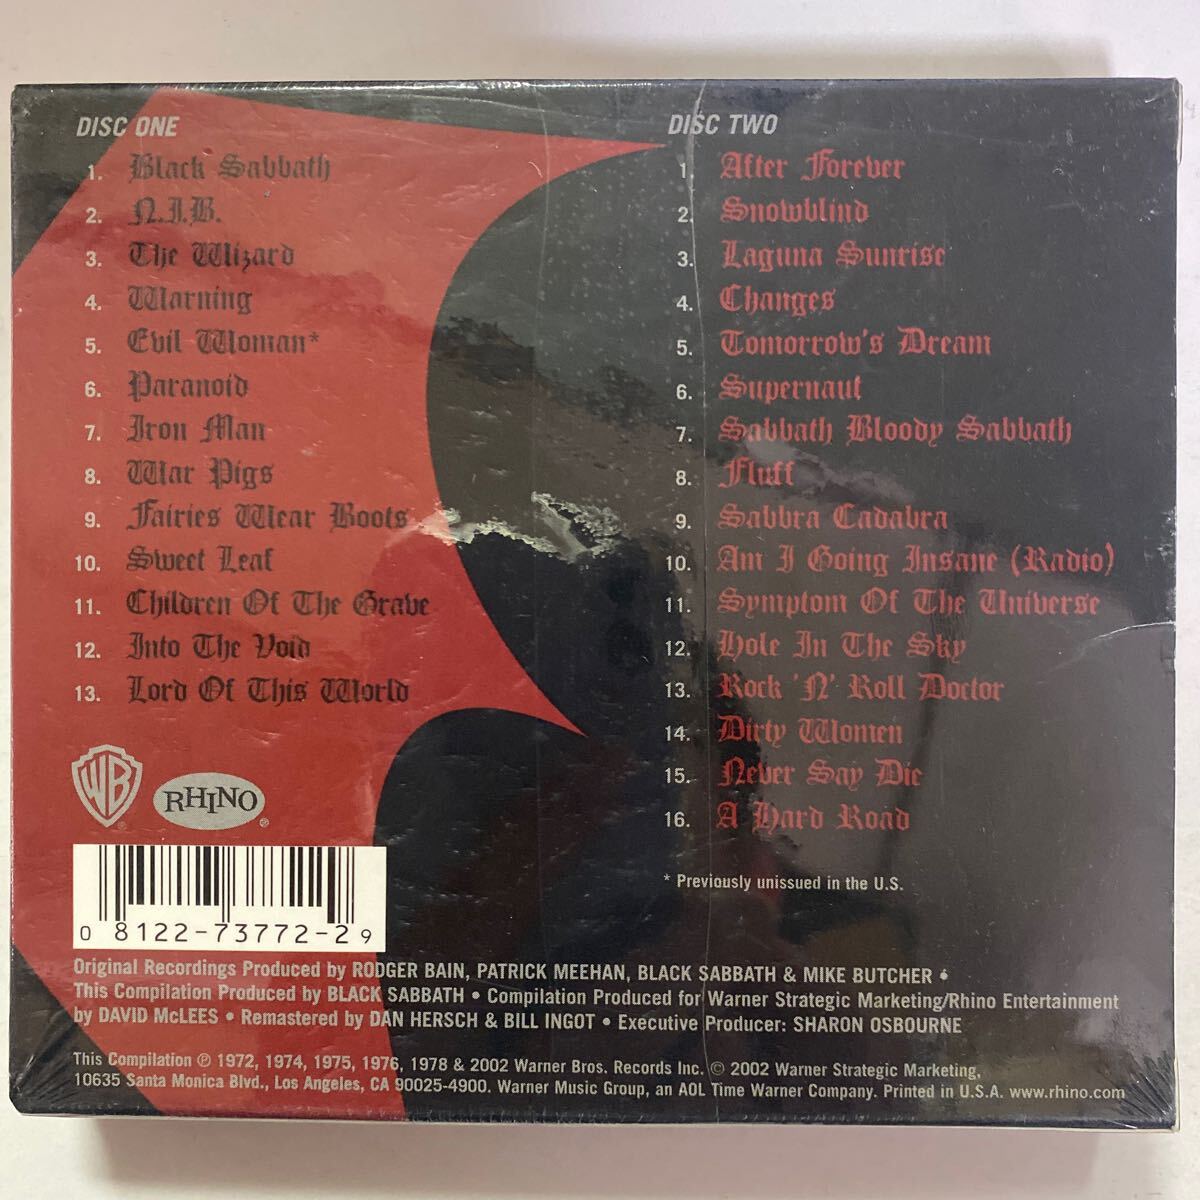 DISC ONE
1. Black Sabbath
2. N.I.B.
3. The Wizard
4. Warning
5. Evil Woman*
6. Paranoid
7. Iron Man
8. War Pigs
9. Fairies Wear Boots
10. Sweet Leaf
11. Children Of The Grave
12. Into The Void
13. Lord Of This World
DISC TWO
1. After Forever
2. Snowblind
3. Laguna Sunrise
4. Changes
5. Tomorrow's Dream
6. Supernaut
7. Sabbath Bloody Sabbath
8. Fluff
9. Sabbra Cadabra
10. Am I Going Insane (Radio)
11. Symptom Of The Universe
12. Hole In The Sky
13. Rock 'N' Roll Doctor
14. Dirty Women
15. Never Say Die
16. A Hard Road
* Previously unissued in the U.S.
WB ®
RHINO ®
0 8122-73772-2 9
Original Recordings Produced by RODGER BAIN, PATRICK MEEHAN, BLACK SABBATH & MIKE BUTCHER •
This Compilation Produced by BLACK SABBATH • Compilation Produced for Warner Strategic Marketing/Rhino Entertainment
by DAVID McLEES • Remastered by DAN HERSCH & BILL INGOT • Executive Producer: SHARON OSBOURNE
This Compilation ℗ 1972, 1974, 1975, 1976, 1978 & 2002 Warner Bros. Records Inc. © 2002 Warner Strategic Marketing,
10635 Santa Monica Blvd., Los Angeles, CA 90025-4900. Warner Music Group, an AOL Time Warner Company. Printed in U.S.A. www.rhino.com